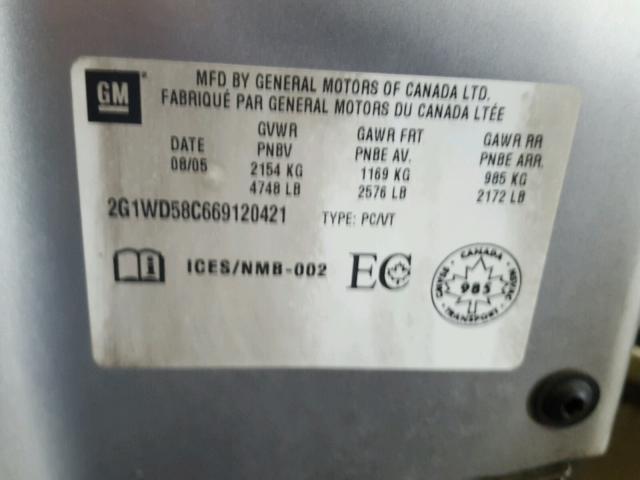 GM
MFD BY GENERAL MOTORS OF CANADA LTD.
FABRIQUÉ PAR GENERAL MOTORS DU CANADA LTÉE
DATE GVWR GAWR FRT GAWR RR
08/05 PNBV PNBE AV. PNBE ARR.
2154 KG 1169 KG 985 KG
4748 LB 2576 LB 2172 LB
2G1WD58C669120421 TYPE: PC/VT
i ICES/NMB-002 EC
CANADA
985
TRANSPORT